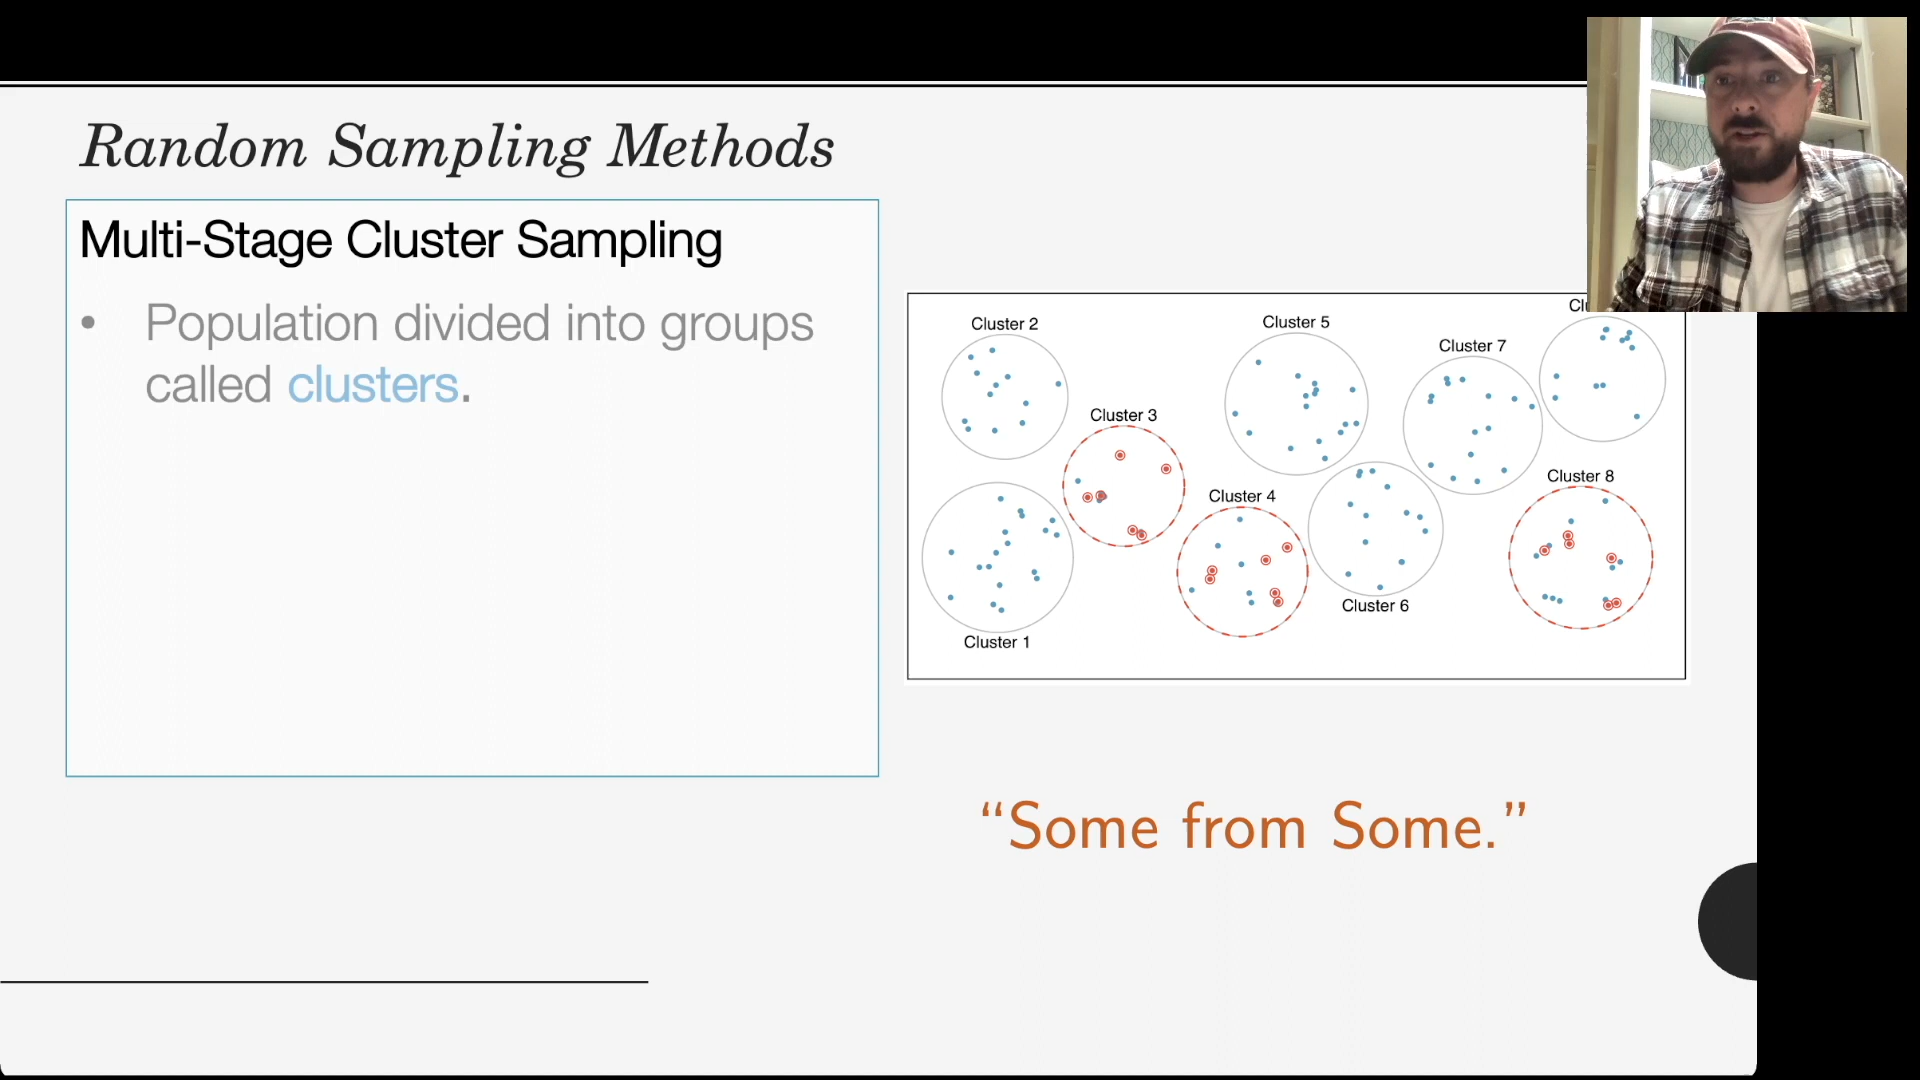 Random Sampling Methods
Multi-Stage Cluster Sampling
• Population divided into groups
called clusters.
Cluster 2
Cluster 5
Cluster 7
Cluster 3
Cluster 4
Cluster 8
Cluster 6
Cluster 1
“Some from Some.”